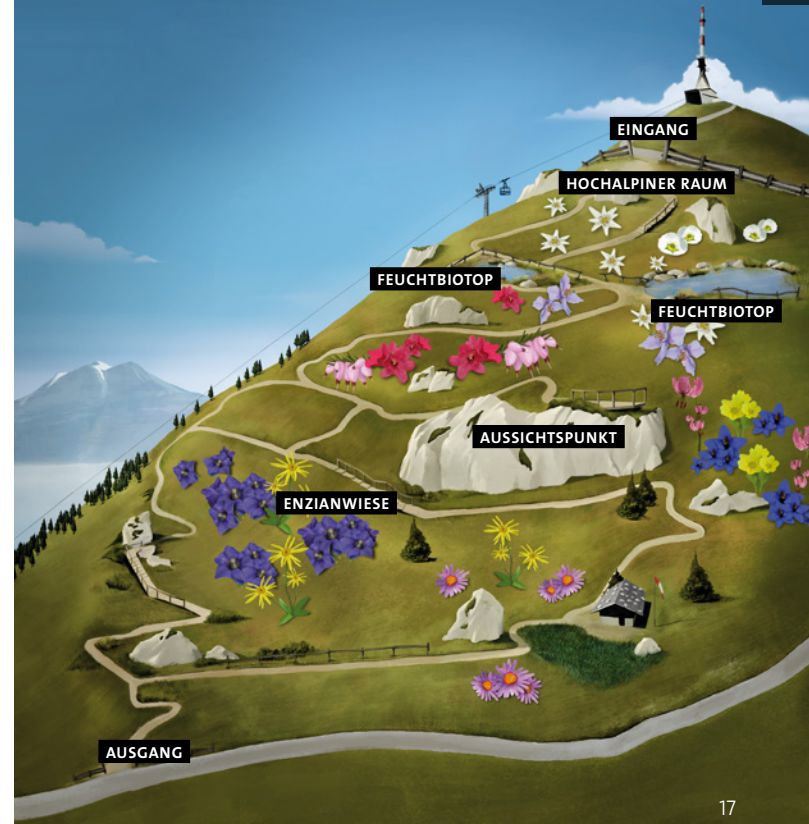 EINGANG
HOCHALPINER RAUM
FEUCHTBIOTOP
FEUCHTBIOTOP
AUSSICHTSPUNKT
ENZIANWIESE
AUSGANG
17